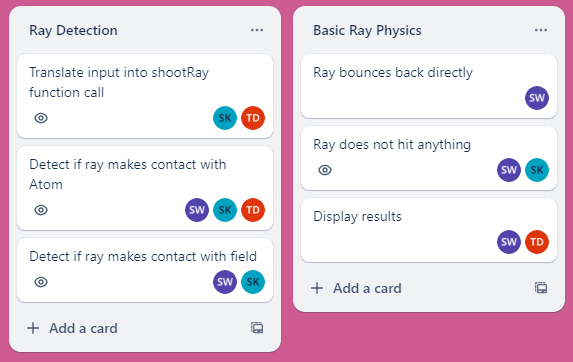 Ray Detection
Translate input into shootRay
function call
SK TD
Detect if ray makes contact with
Atom
SW SK TD
Detect if ray makes contact with field
SW SK
Add a card
Basic Ray Physics
Ray bounces back directly
SW
Ray does not hit anything
SW SK
Display results
SW TD
Add a card